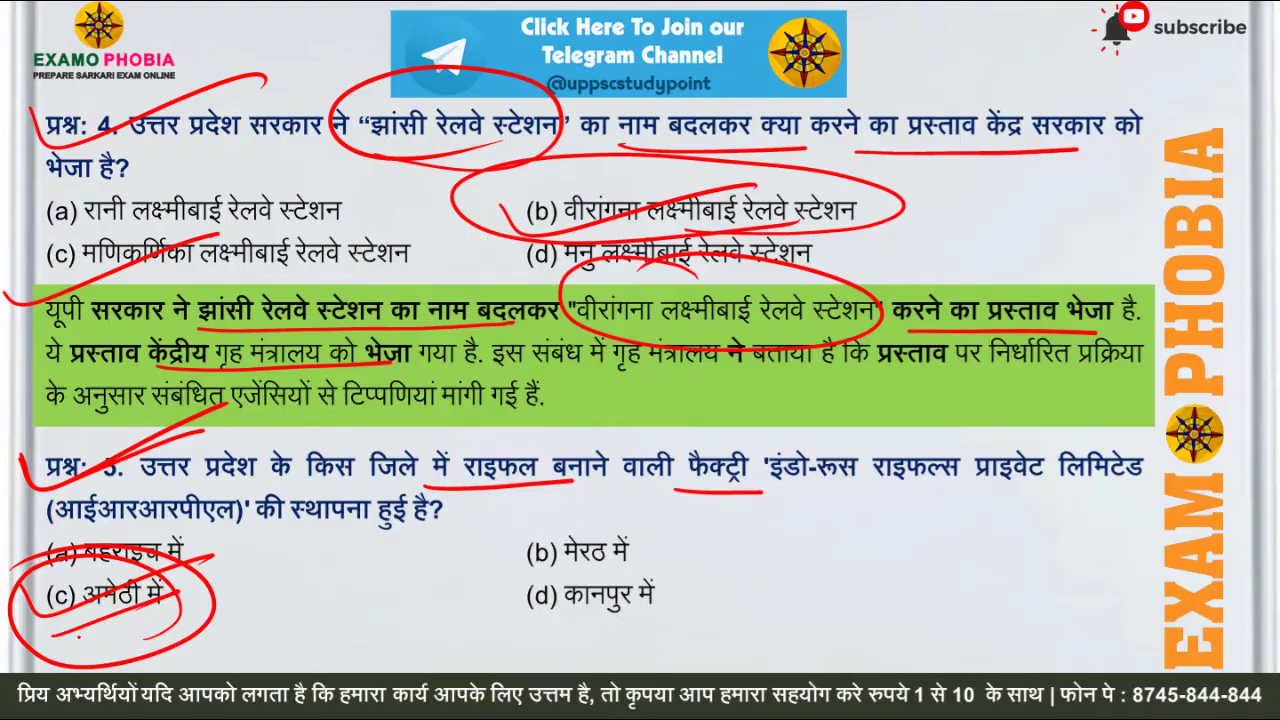 EXAMO PHOBIA
PREPARE SARKARI EXAM ONLINE
Click Here To Join our
Telegram Channel
@uppscstudypoint
subscribe
प्रश्न: 4. उत्तर प्रदेश सरकार ने “झांसी रेलवे स्टेशन” का नाम बदलकर क्या करने का प्रस्ताव केंद्र सरकार को
भेजा है?
(a) रानी लक्ष्मीबाई रेलवे स्टेशन (b) वीरांगना लक्ष्मीबाई रेलवे स्टेशन
(c) मणिकर्णिका लक्ष्मीबाई रेलवे स्टेशन (d) मनु लक्ष्मीबाई रेलवे स्टेशन
यूपी सरकार ने झांसी रेलवे स्टेशन का नाम बदलकर "वीरांगना लक्ष्मीबाई रेलवे स्टेशन" करने का प्रस्ताव भेजा है.
ये प्रस्ताव केंद्रीय गृह मंत्रालय को भेजा गया है. इस संबंध में गृह मंत्रालय ने बताया है कि प्रस्ताव पर निर्धारित प्रक्रिया
के अनुसार संबंधित एजेंसियों से टिप्पणियां मांगी गई हैं.
प्रश्न: 5. उत्तर प्रदेश के किस जिले में राइफल बनाने वाली फैक्ट्री 'इंडो-रूस राइफल्स प्राइवेट लिमिटेड
(आईआरआरपीएल)' की स्थापना हुई है?
(a) बहराइच में (b) मेरठ में
(c) अमेठी में (d) कानपुर में
EXAMO PHOBIA
प्रिय अभ्यर्थियों यदि आपको लगता है कि हमारा कार्य आपके लिए उत्तम है, तो कृपया आप हमारा सहयोग करे रुपये 1 से 10 के साथ | फोन पे : 8745-844-844